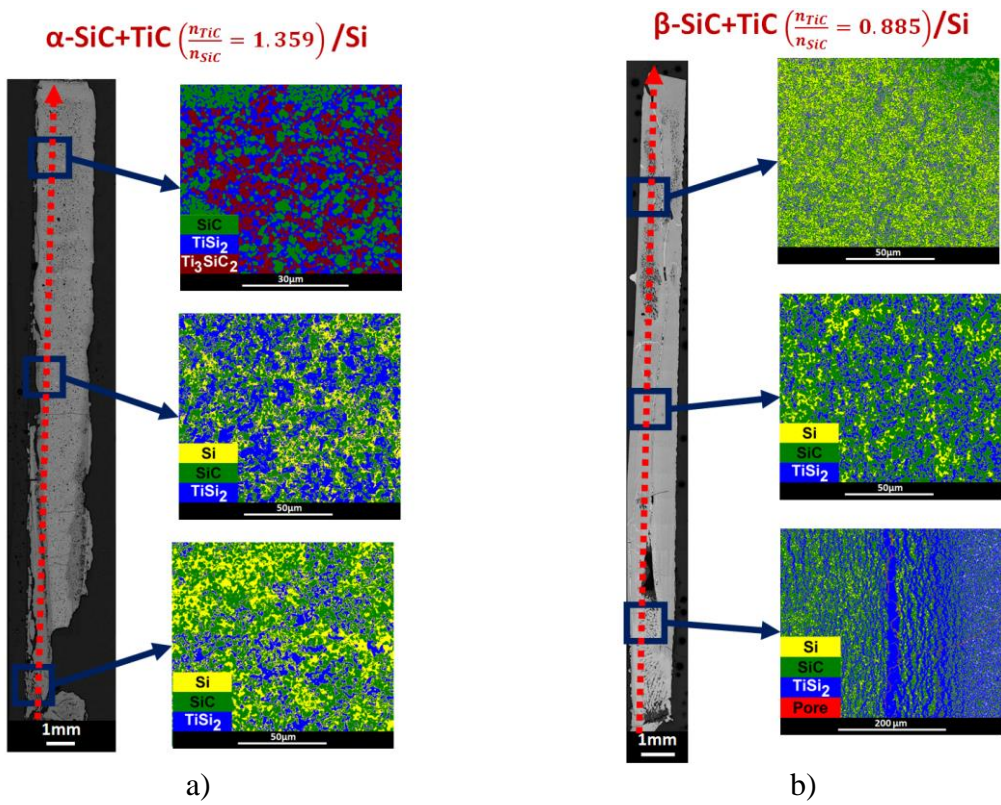 α-SiC+TiC (n_TiC/n_SiC = 1.359) /Si
SiC
TiSi₂
Ti₃SiC₂
30µm
Si
SiC
TiSi₂
50µm
Si
SiC
TiSi₂
50µm
1mm
a)
β-SiC+TiC (n_TiC/n_SiC = 0.885)/Si
50µm
Si
SiC
TiSi₂
50µm
Si
SiC
TiSi₂
Pore
200 µm
1mm
b)